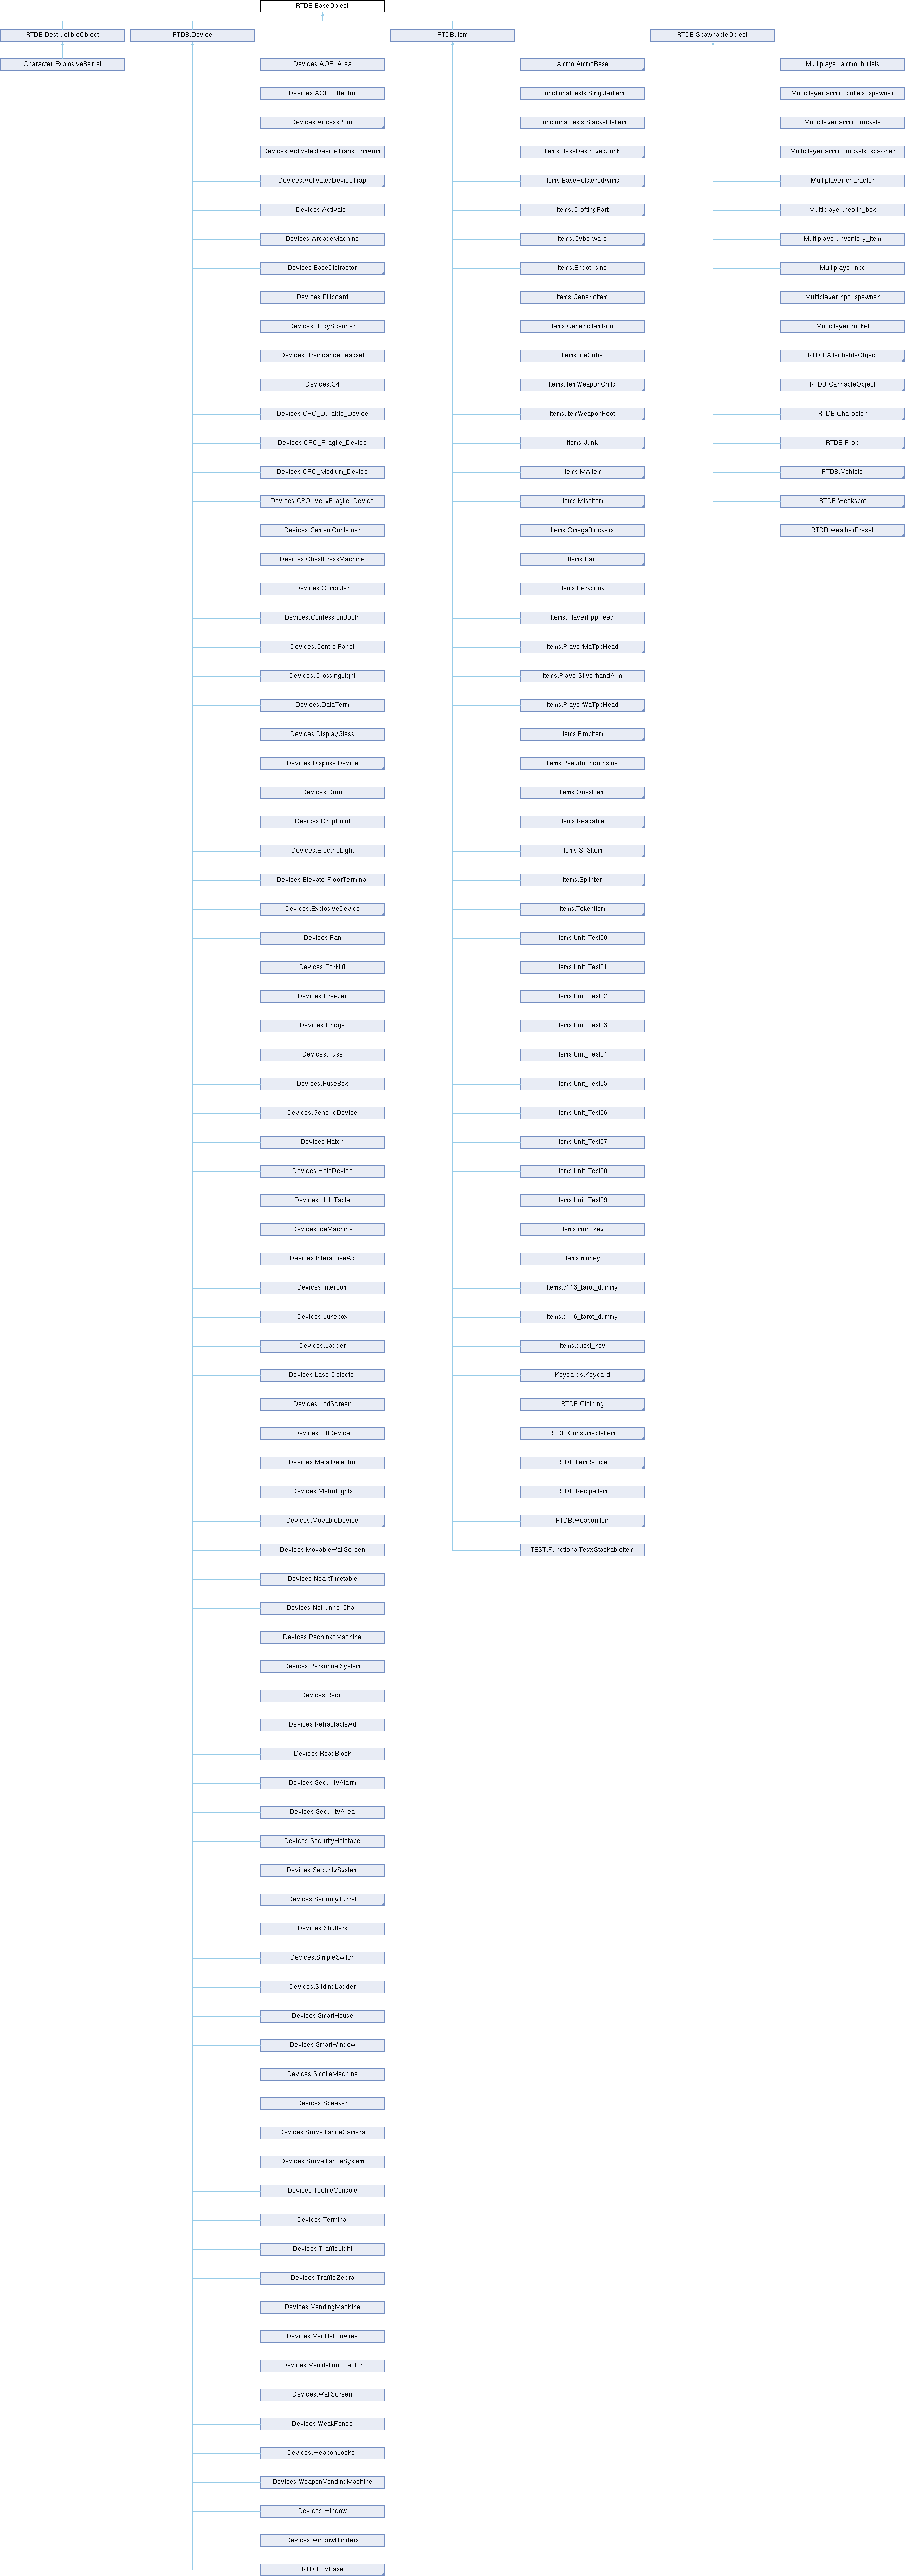 RTDB.BaseObject
RTDB.DestructibleObject
RTDB.Device
RTDB.Item
RTDB.SpawnableObject
Character.ExplosiveBarrel
Devices.AOE_Area
Devices.AOE_Effector
Devices.AccessPoint
Devices.ActivatedDeviceTransformAnim
Devices.ActivatedDeviceTrap
Devices.Activator
Devices.ArcadeMachine
Devices.BaseDistractor
Devices.Billboard
Devices.BodyScanner
Devices.BraindanceHeadset
Devices.C4
Devices.CPO_Durable_Device
Devices.CPO_Fragile_Device
Devices.CPO_Medium_Device
Devices.CPO_VeryFragile_Device
Devices.CementContainer
Devices.ChestPressMachine
Devices.Computer
Devices.ConfessionBooth
Devices.ControlPanel
Devices.CrossingLight
Devices.DataTerm
Devices.DisplayGlass
Devices.DisposalDevice
Devices.Door
Devices.DropPoint
Devices.ElectricLight
Devices.ElevatorFloorTerminal
Devices.ExplosiveDevice
Devices.Fan
Devices.Forklift
Devices.Freezer
Devices.Fridge
Devices.Fuse
Devices.FuseBox
Devices.GenericDevice
Devices.Hatch
Devices.HoloDevice
Devices.HoloTable
Devices.IceMachine
Devices.InteractiveAd
Devices.Intercom
Devices.Jukebox
Devices.Ladder
Devices.LaserDetector
Devices.LcdScreen
Devices.LiftDevice
Devices.MetalDetector
Devices.MetroLights
Devices.MovableDevice
Devices.MovableWallScreen
Devices.NcartTimetable
Devices.NetrunnerChair
Devices.PachinkoMachine
Devices.PersonnelSystem
Devices.Radio
Devices.RetractableAd
Devices.RoadBlock
Devices.SecurityAlarm
Devices.SecurityArea
Devices.SecurityHolotape
Devices.SecuritySystem
Devices.SecurityTurret
Devices.Shutters
Devices.SimpleSwitch
Devices.SlidingLadder
Devices.SmartHouse
Devices.SmartWindow
Devices.SmokeMachine
Devices.Speaker
Devices.SurveillanceCamera
Devices.SurveillanceSystem
Devices.TechieConsole
Devices.Terminal
Devices.TrafficLight
Devices.TrafficZebra
Devices.VendingMachine
Devices.VentilationArea
Devices.VentilationEffector
Devices.WallScreen
Devices.WeakFence
Devices.WeaponLocker
Devices.WeaponVendingMachine
Devices.Window
Devices.WindowBlinders
RTDB.TVBase
Ammo.AmmoBase
FunctionalTests.SingularItem
FunctionalTests.StackableItem
Items.BaseDestroyedJunk
Items.BaseHolsteredArms
Items.CraftingPart
Items.Cyberware
Items.Endotrisine
Items.GenericItem
Items.GenericItemRoot
Items.IceCube
Items.ItemWeaponChild
Items.ItemWeaponRoot
Items.Junk
Items.MAItem
Items.MiscItem
Items.OmegaBlockers
Items.Part
Items.Perkbook
Items.PlayerFppHead
Items.PlayerMaTppHead
Items.PlayerSilverhandArm
Items.PlayerWaTppHead
Items.PropItem
Items.PseudoEndotrisine
Items.QuestItem
Items.Readable
Items.STSItem
Items.Splinter
Items.TokenItem
Items.Unit_Test00
Items.Unit_Test01
Items.Unit_Test02
Items.Unit_Test03
Items.Unit_Test04
Items.Unit_Test05
Items.Unit_Test06
Items.Unit_Test07
Items.Unit_Test08
Items.Unit_Test09
Items.mon_key
Items.money
Items.q113_tarot_dummy
Items.q116_tarot_dummy
Items.quest_key
Keycards.Keycard
RTDB.Clothing
RTDB.ConsumableItem
RTDB.ItemRecipe
RTDB.RecipeItem
RTDB.WeaponItem
TEST.FunctionalTestsStackableItem
Multiplayer.ammo_bullets
Multiplayer.ammo_bullets_spawner
Multiplayer.ammo_rockets
Multiplayer.ammo_rockets_spawner
Multiplayer.character
Multiplayer.health_box
Multiplayer.inventory_item
Multiplayer.npc
Multiplayer.npc_spawner
Multiplayer.rocket
RTDB.AttachableObject
RTDB.CarriableObject
RTDB.Character
RTDB.Prop
RTDB.Vehicle
RTDB.Weakspot
RTDB.WeatherPreset